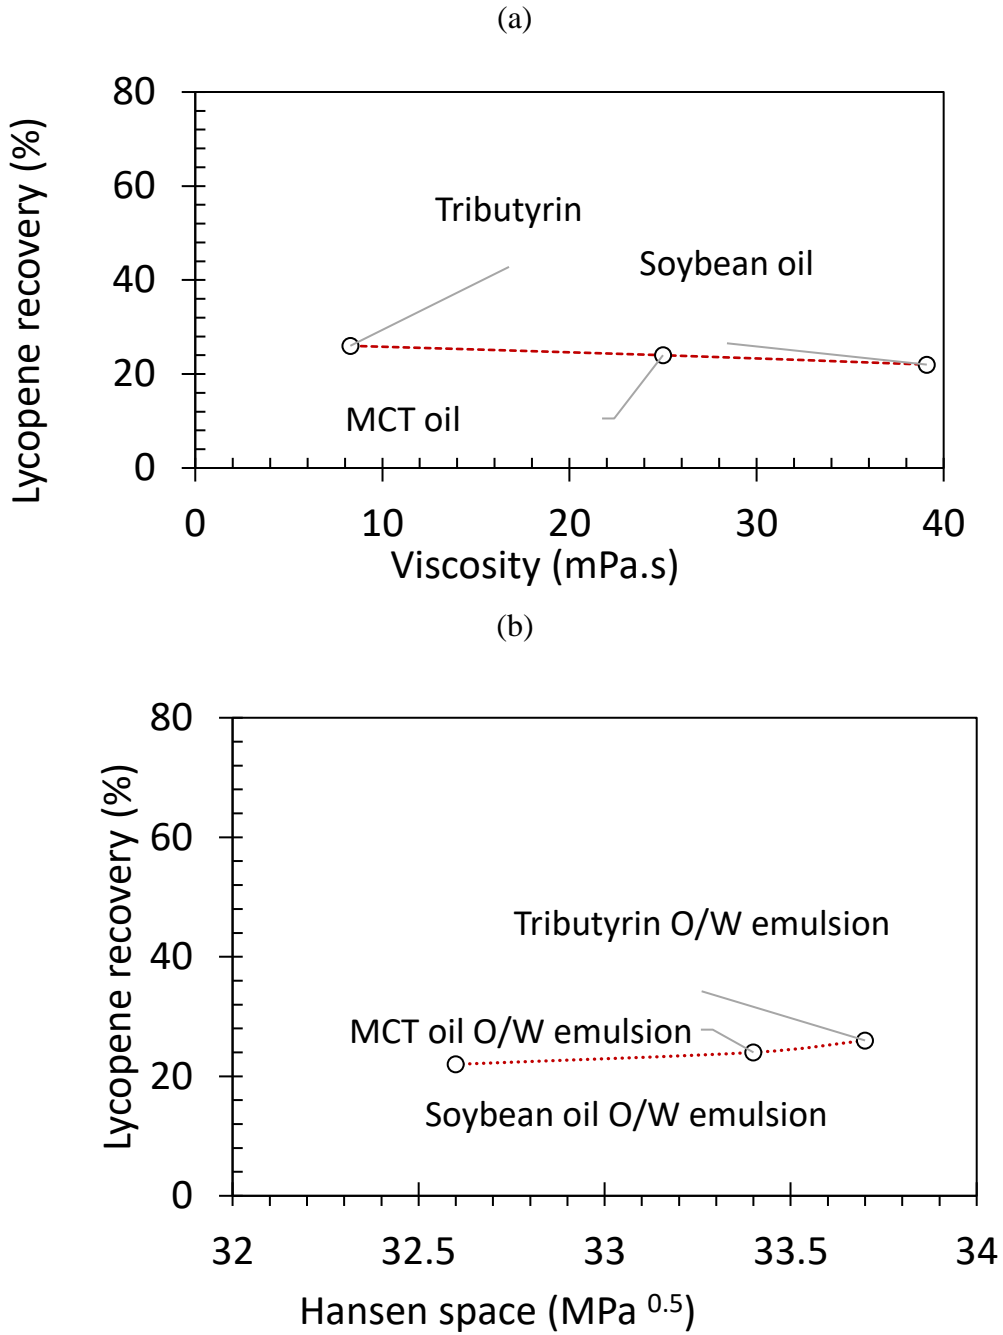 (a)
Lycopene recovery (%)
80
60
40
20
0
Tributyrin
Soybean oil
MCT oil
0 10 20 30 40
Viscosity (mPa.s)
(b)
Lycopene recovery (%)
80
60
40
20
0
Tributyrin O/W emulsion
MCT oil O/W emulsion
Soybean oil O/W emulsion
32 32.5 33 33.5 34
Hansen space (MPa 0.5)